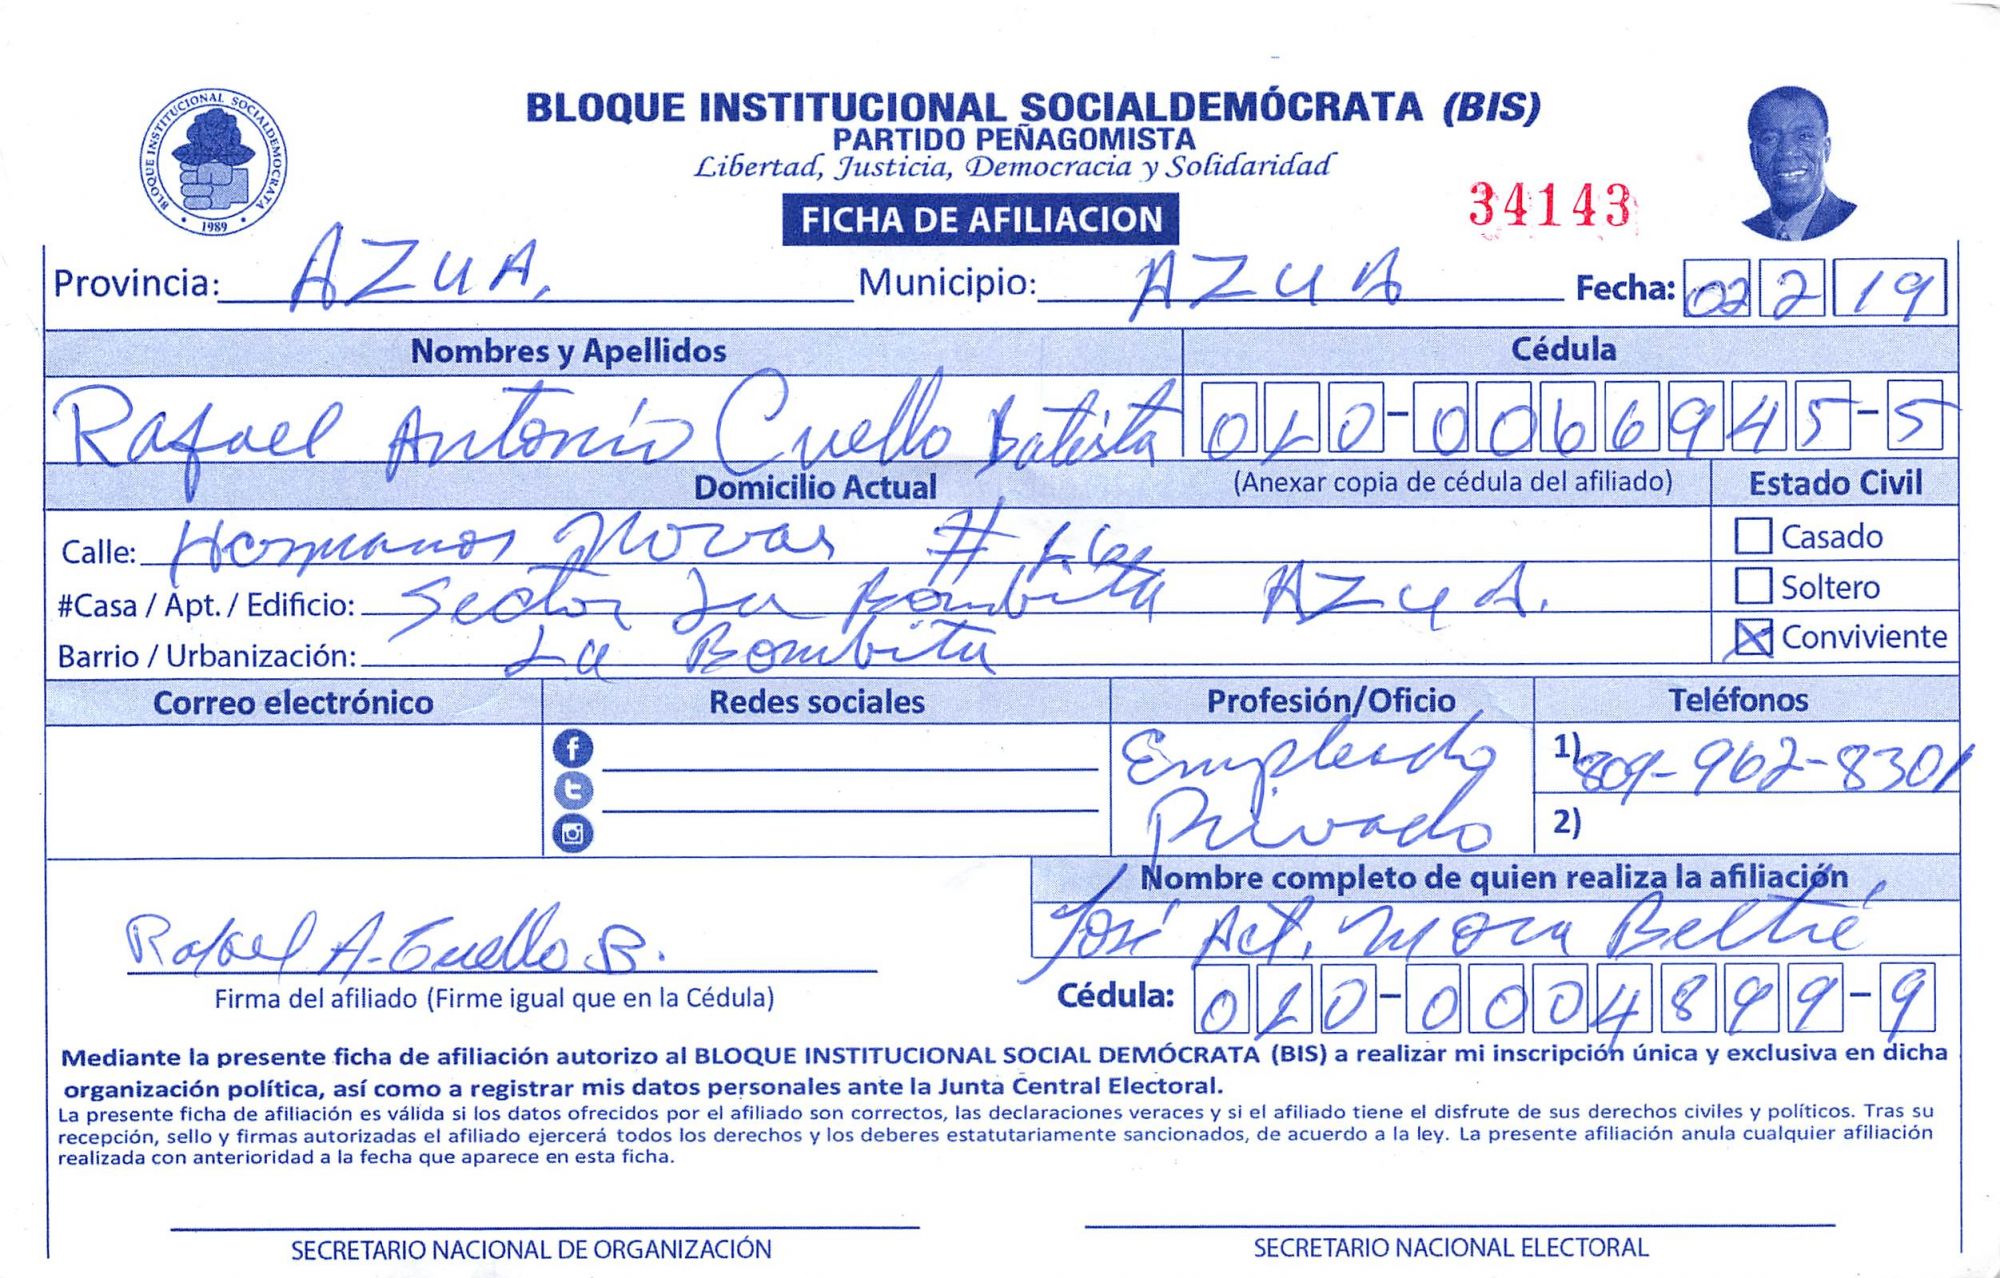 BLOQUE INSTITUCIONAL SOCIALDEMOCRATA
1989
BLOQUE INSTITUCIONAL SOCIALDEMÓCRATA (BIS)
PARTIDO PEÑAGOMISTA
Libertad, Justicia, Democracia y Solidaridad
FICHA DE AFILIACION
34143
Provincia: AZUA. Municipio: AZUA Fecha: 02 2 19
Nombres y Apellidos Cédula
Rafael Antonio Cuello Batista 010-0066945-5
Domicilio Actual (Anexar copia de cédula del afiliado) Estado Civil
Calle: Hermanos # Casado
#Casa / Apt. / Edificio: Sector La Bombita AZUA. Soltero
Barrio / Urbanización: La Bombita Conviviente
Correo electrónico Redes sociales Profesión/Oficio Teléfonos
Empleado Privado
1) 809-962-8301
2)
Nombre completo de quien realiza la afiliación
José Alt. Mora Beltré
Rafael A. Cuello B.
Firma del afiliado (Firme igual que en la Cédula) Cédula: 010-0004899-9
Mediante la presente ficha de afiliación autorizo al BLOQUE INSTITUCIONAL SOCIAL DEMÓCRATA (BIS) a realizar mi inscripción única y exclusiva en dicha
organización política, así como a registrar mis datos personales ante la Junta Central Electoral.
La presente ficha de afiliación es válida si los datos ofrecidos por el afiliado son correctos, las declaraciones veraces y si el afiliado tiene el disfrute de sus derechos civiles y políticos. Tras su
recepción, sello y firmas autorizadas el afiliado ejercerá todos los derechos y los deberes estatutariamente sancionados, de acuerdo a la ley. La presente afiliación anula cualquier afiliación
realizada con anterioridad a la fecha que aparece en esta ficha.
SECRETARIO NACIONAL DE ORGANIZACIÓN SECRETARIO NACIONAL ELECTORAL